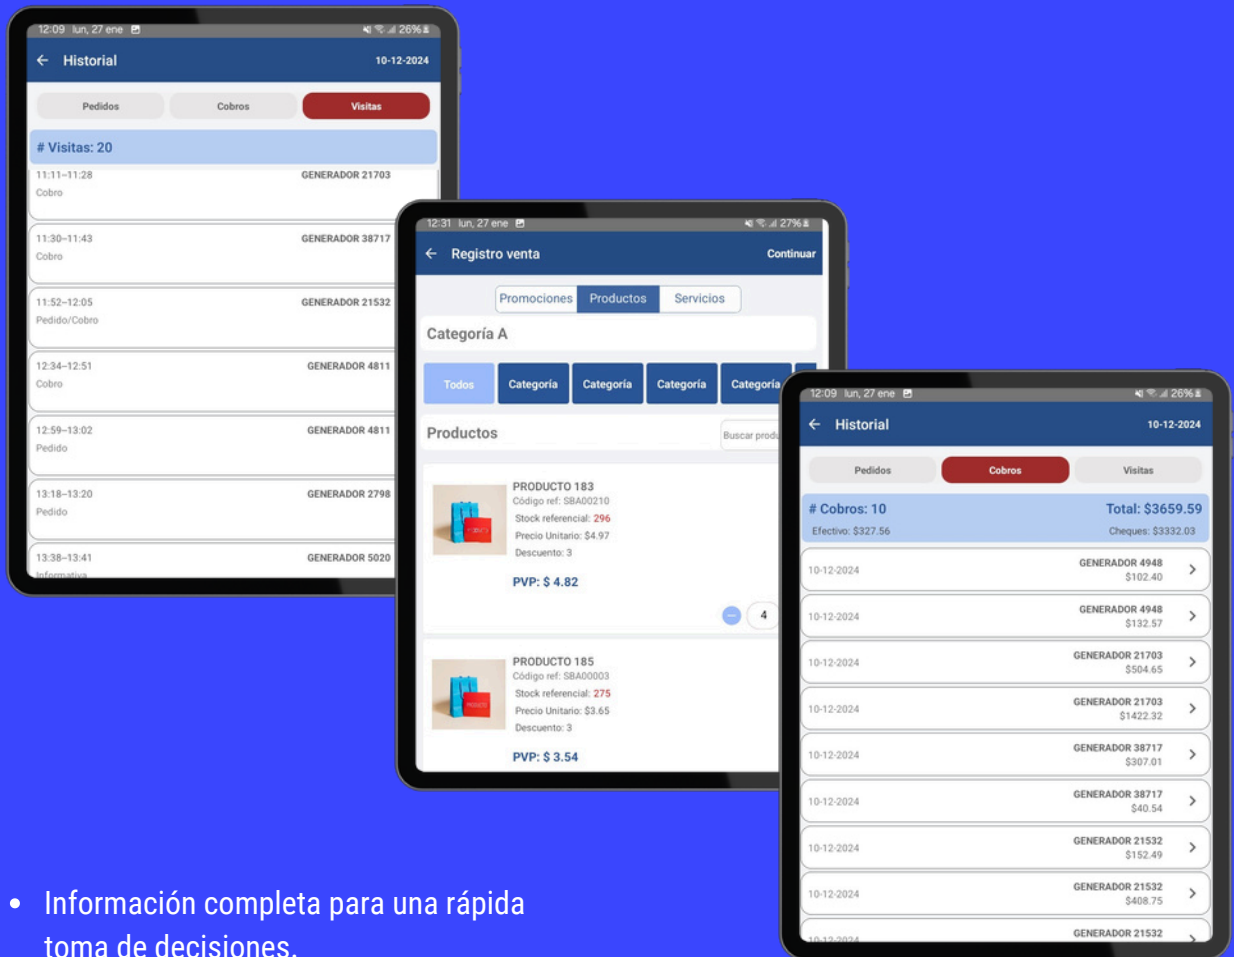 12:09 lun, 27 ene
26%
Historial
10-12-2024
Pedidos
Cobros
Visitas
# Visitas: 20
11:11–11:28
GENERADOR 21703
Cobro
11:30–11:43
GENERADOR 38717
Cobro
11:52–12:05
GENERADOR 21532
Pedido/Cobro
12:34–12:51
GENERADOR 4811
Cobro
12:59–13:02
GENERADOR 4811
Pedido
13:18–13:20
GENERADOR 2798
Pedido
13:38–13:41
GENERADOR 5020
Informativa
12:31 lun, 27 ene
27%
Registro venta
Continuar
Promociones
Productos
Servicios
Categoría A
Todos
Categoría
Categoría
Categoría
Categoría
Productos
Buscar produ
PRODUCTO 183
Código ref: SBA00210
Stock referencial: 296
Precio Unitario: $4.97
Descuento: 3
PVP: $ 4.82
4
PRODUCTO 185
Código ref: SBA00003
Stock referencial: 275
Precio Unitario: $3.65
Descuento: 3
PVP: $ 3.54
12:09 lun, 27 ene
26%
Historial
10-12-2024
Pedidos
Cobros
Visitas
# Cobros: 10
Total: $3659.59
Efectivo: $327.56
Cheques: $3332.03
10-12-2024
GENERADOR 4948
$102.40
10-12-2024
GENERADOR 4948
$132.57
10-12-2024
GENERADOR 21703
$504.65
10-12-2024
GENERADOR 21703
$1422.32
10-12-2024
GENERADOR 38717
$307.01
10-12-2024
GENERADOR 38717
$40.54
10-12-2024
GENERADOR 21532
$152.49
10-12-2024
GENERADOR 21532
$408.75
10-12-2024
GENERADOR 21532
• Información completa para una rápida
toma de decisiones.